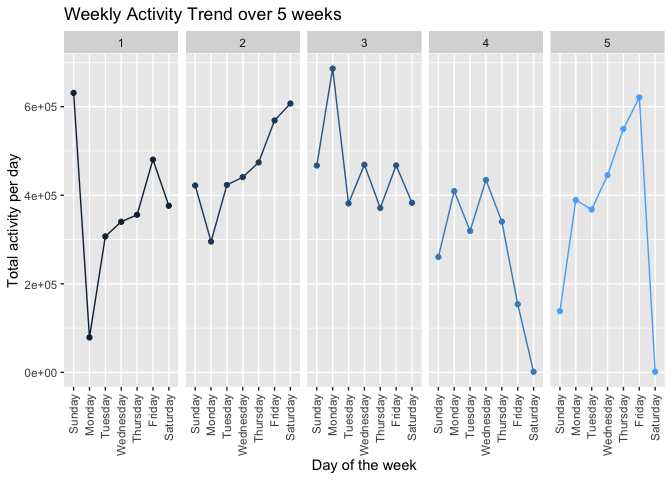 Weekly Activity Trend over 5 weeks
1 2 3 4 5
Total activity per day
6e+05
4e+05
2e+05
0e+00
Sunday Monday Tuesday Wednesday Thursday Friday Saturday Sunday Monday Tuesday Wednesday Thursday Friday Saturday Sunday Monday Tuesday Wednesday Thursday Friday Saturday Sunday Monday Tuesday Wednesday Thursday Friday Saturday Sunday Monday Tuesday Wednesday Thursday Friday Saturday
Day of the week